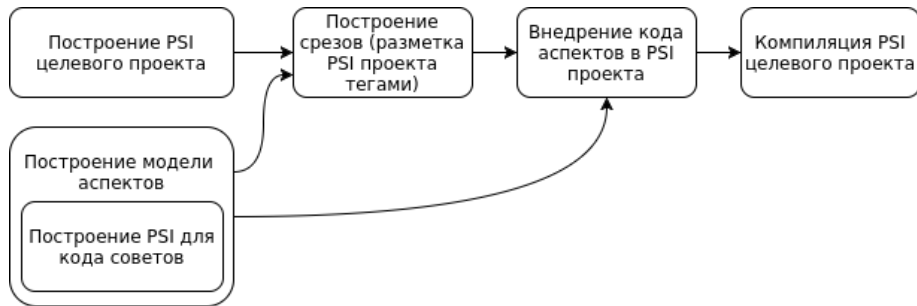 Построение PSI
целевого проекта
Построение
срезов (разметка
PSI проекта
тегами)
Внедрение кода
аспектов в PSI
проекта
Компиляция PSI
целевого проекта
Построение модели
аспектов
Построение PSI для
кода советов